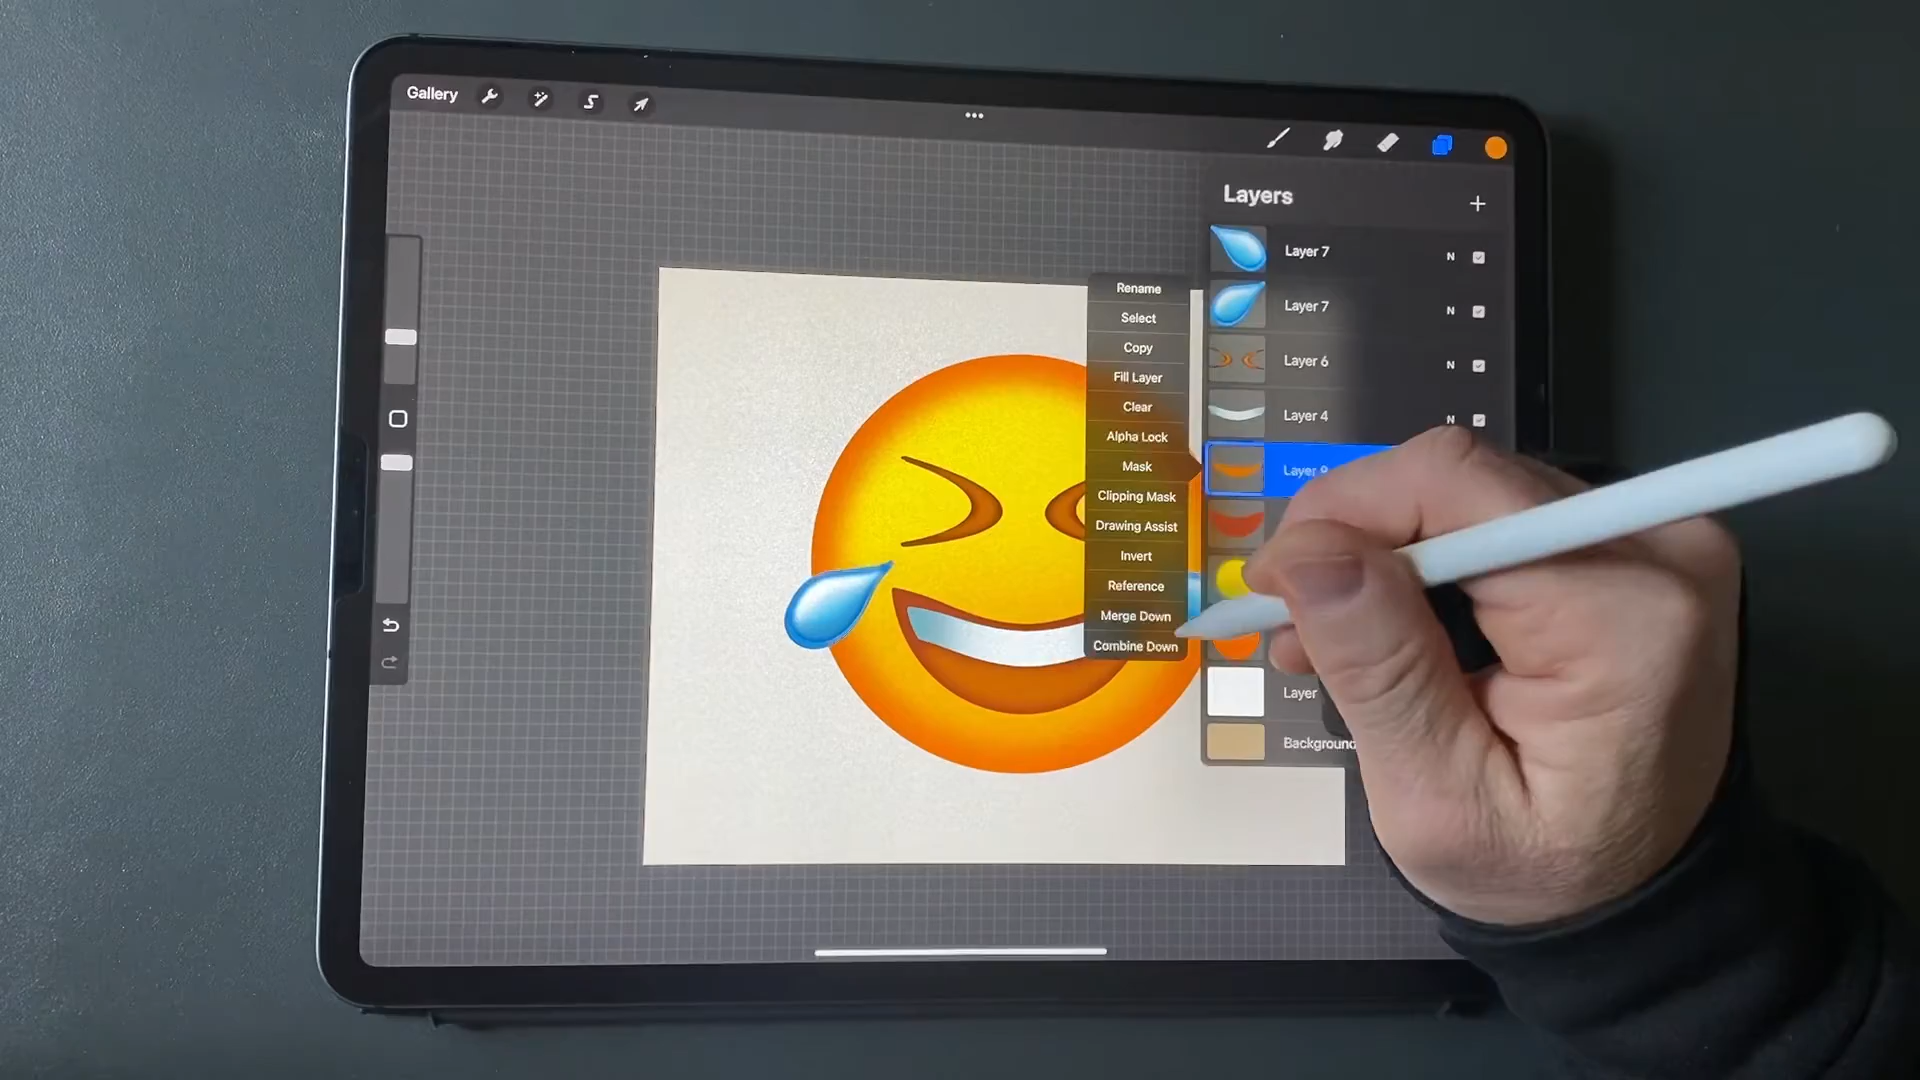 Gallery
Layers
Layer 7
N
Layer 7
N
Layer 6
N
Layer 4
N
Layer
Layer
Background
Rename
Select
Copy
Fill Layer
Clear
Alpha Lock
Mask
Clipping Mask
Drawing Assist
Invert
Reference
Merge Down
Combine Down